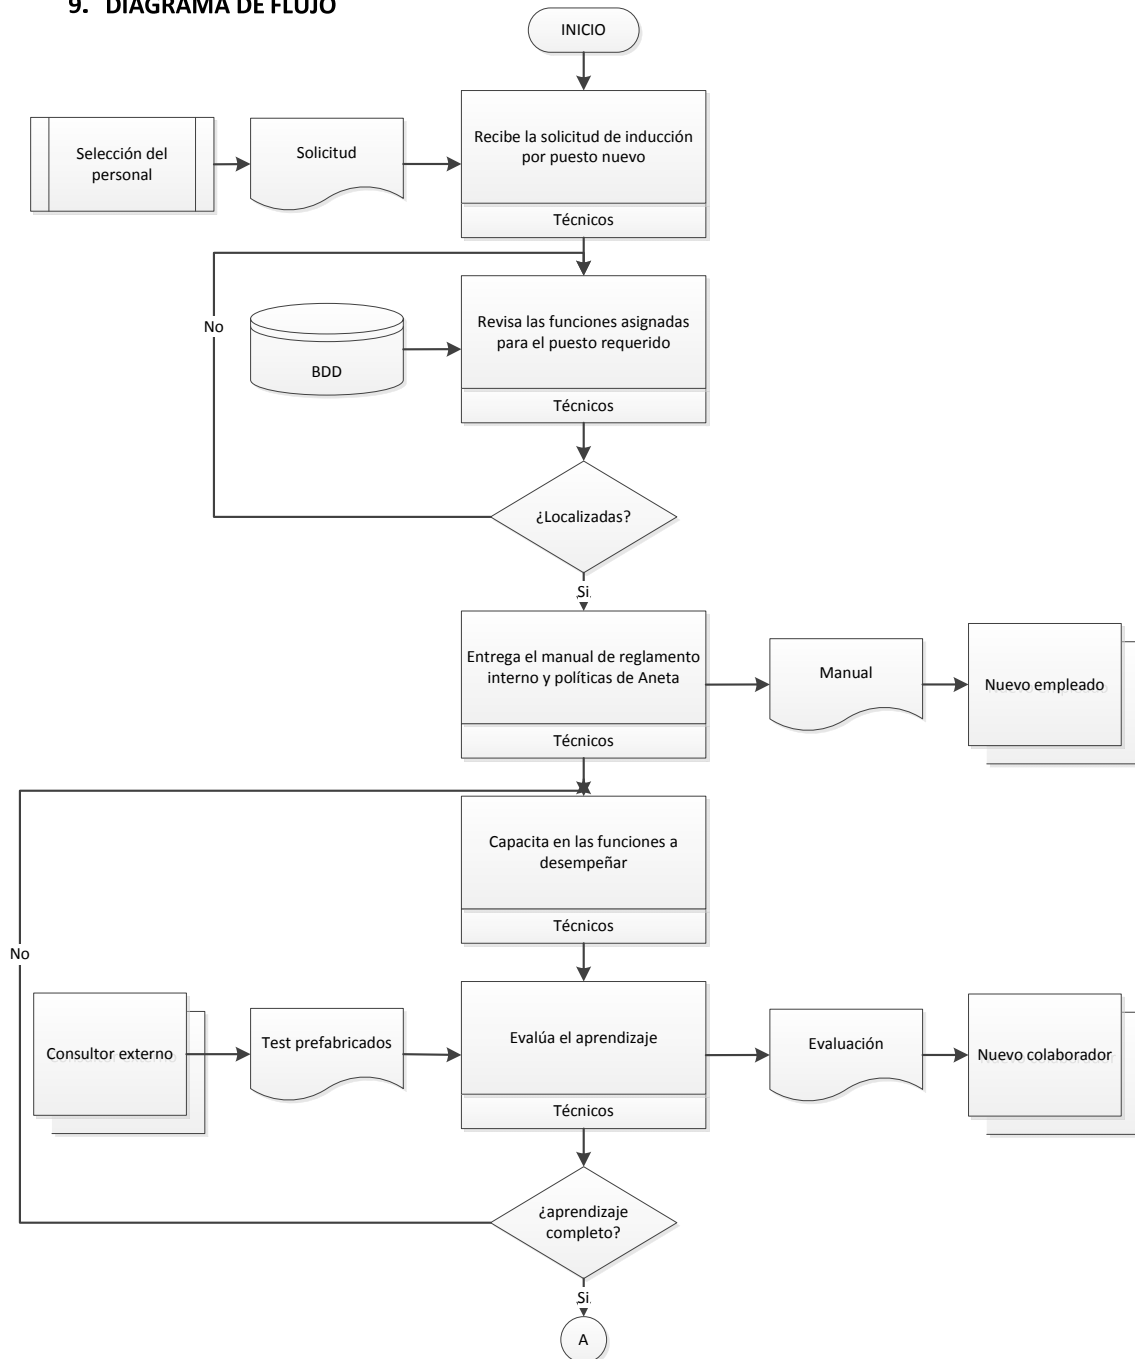 9. DIAGRAMA DE FLUJO
INICIO
Selección del
personal
Solicitud
Recibe la solicitud de inducción
por puesto nuevo
Técnicos
No
BDD
Revisa las funciones asignadas
para el puesto requerido
Técnicos
¿Localizadas?
Si
Entrega el manual de reglamento
interno y políticas de Aneta
Técnicos
Manual
Nuevo empleado
Capacita en las funciones a
desempeñar
Técnicos
No
Consultor externo
Test prefabricados
Evalúa el aprendizaje
Técnicos
Evaluación
Nuevo colaborador
¿aprendizaje
completo?
Si
A